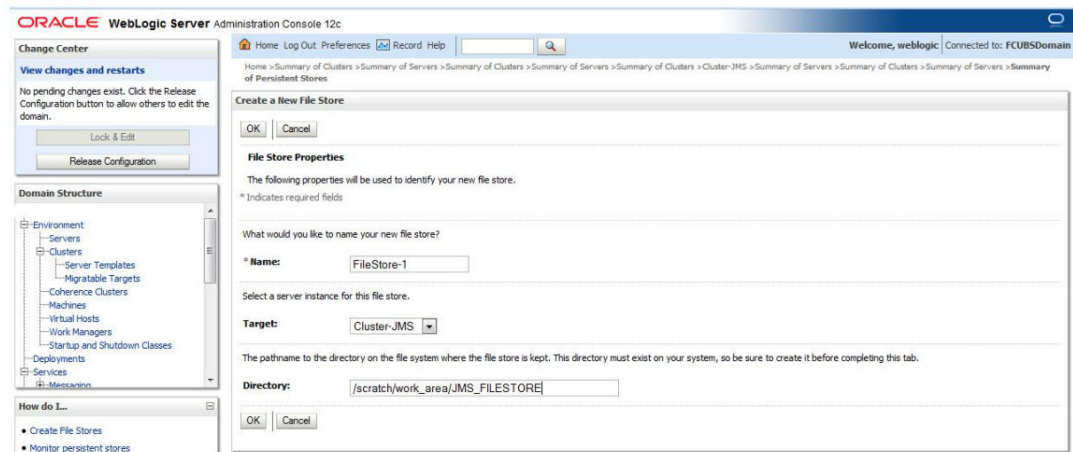 ORACLE WebLogic Server Administration Console 12c
Change Center
View changes and restarts
No pending changes exist. Click the Release
Configuration button to allow others to edit the
domain.
Lock & Edit
Release Configuration
Domain Structure
Environment
Servers
Clusters
Server Templates
Migratable Targets
Coherence Clusters
Machines
Virtual Hosts
Work Managers
Startup and Shutdown Classes
Deployments
Services
Messaging
How do I...
Create File Stores
Monitor persistent stores
Home Log Out Preferences Record Help
Welcome, weblogic Connected to: FCUBSDomain
Home >Summary of Clusters >Summary of Servers >Summary of Clusters >Summary of Servers >Summary of Clusters >Cluster-JMS >Summary of Servers >Summary of Clusters >Summary of Servers >Summary
of Persistent Stores
Create a New File Store
OK Cancel
File Store Properties
The following properties will be used to identify your new file store.
* Indicates required fields
What would you like to name your new file store?
* Name: FileStore-1
Select a server instance for this file store.
Target: Cluster-JMS
The pathname to the directory on the file system where the file store is kept. This directory must exist on your system, so be sure to create it before completing this tab.
Directory: /scratch/work_area/JMS_FILESTORE
OK Cancel